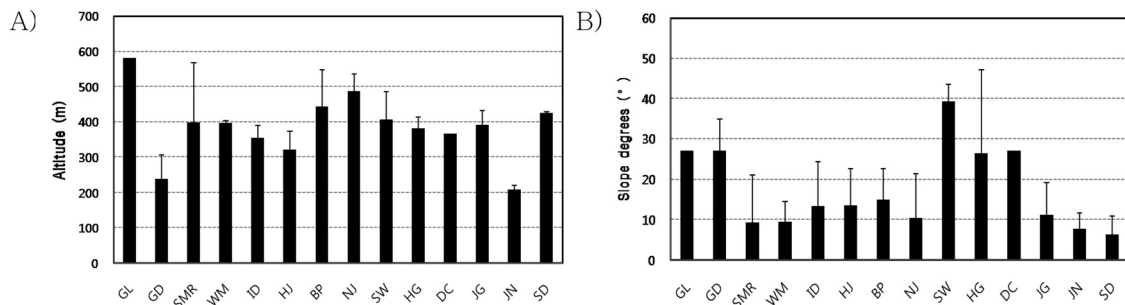 A)
Altitude (m)
700
600
500
400
300
200
100
0
GL GD SMR WM ID HJ BP NJ SW HG DC JG JN SD
B)
Slope degrees (°)
60
50
40
30
20
10
0
GL GD SMR WM ID HJ BP NJ SW HG DC JG JN SD